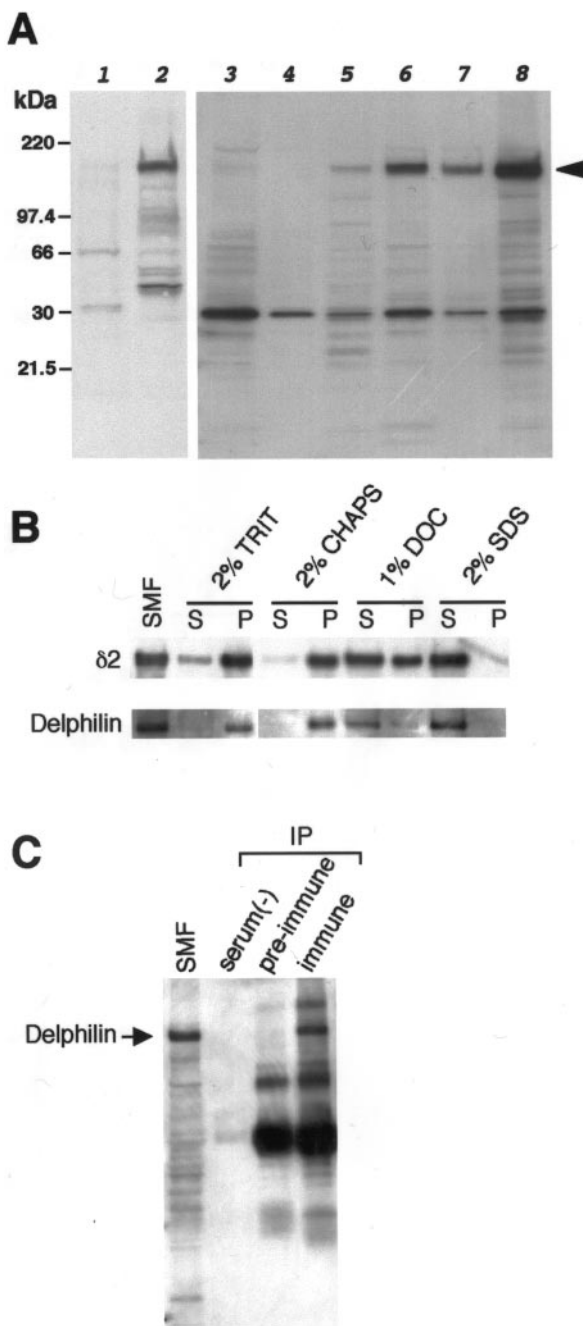 A
1 2 3 4 5 6 7 8
kDa
220
97.4
66
30
21.5
B
SMF
2% TRIT
2% CHAPS
1% DOC
2% SDS
S P S P S P S P
δ2
Delphilin
C
IP
SMF
serum(-)
pre-immune
immune
Delphilin